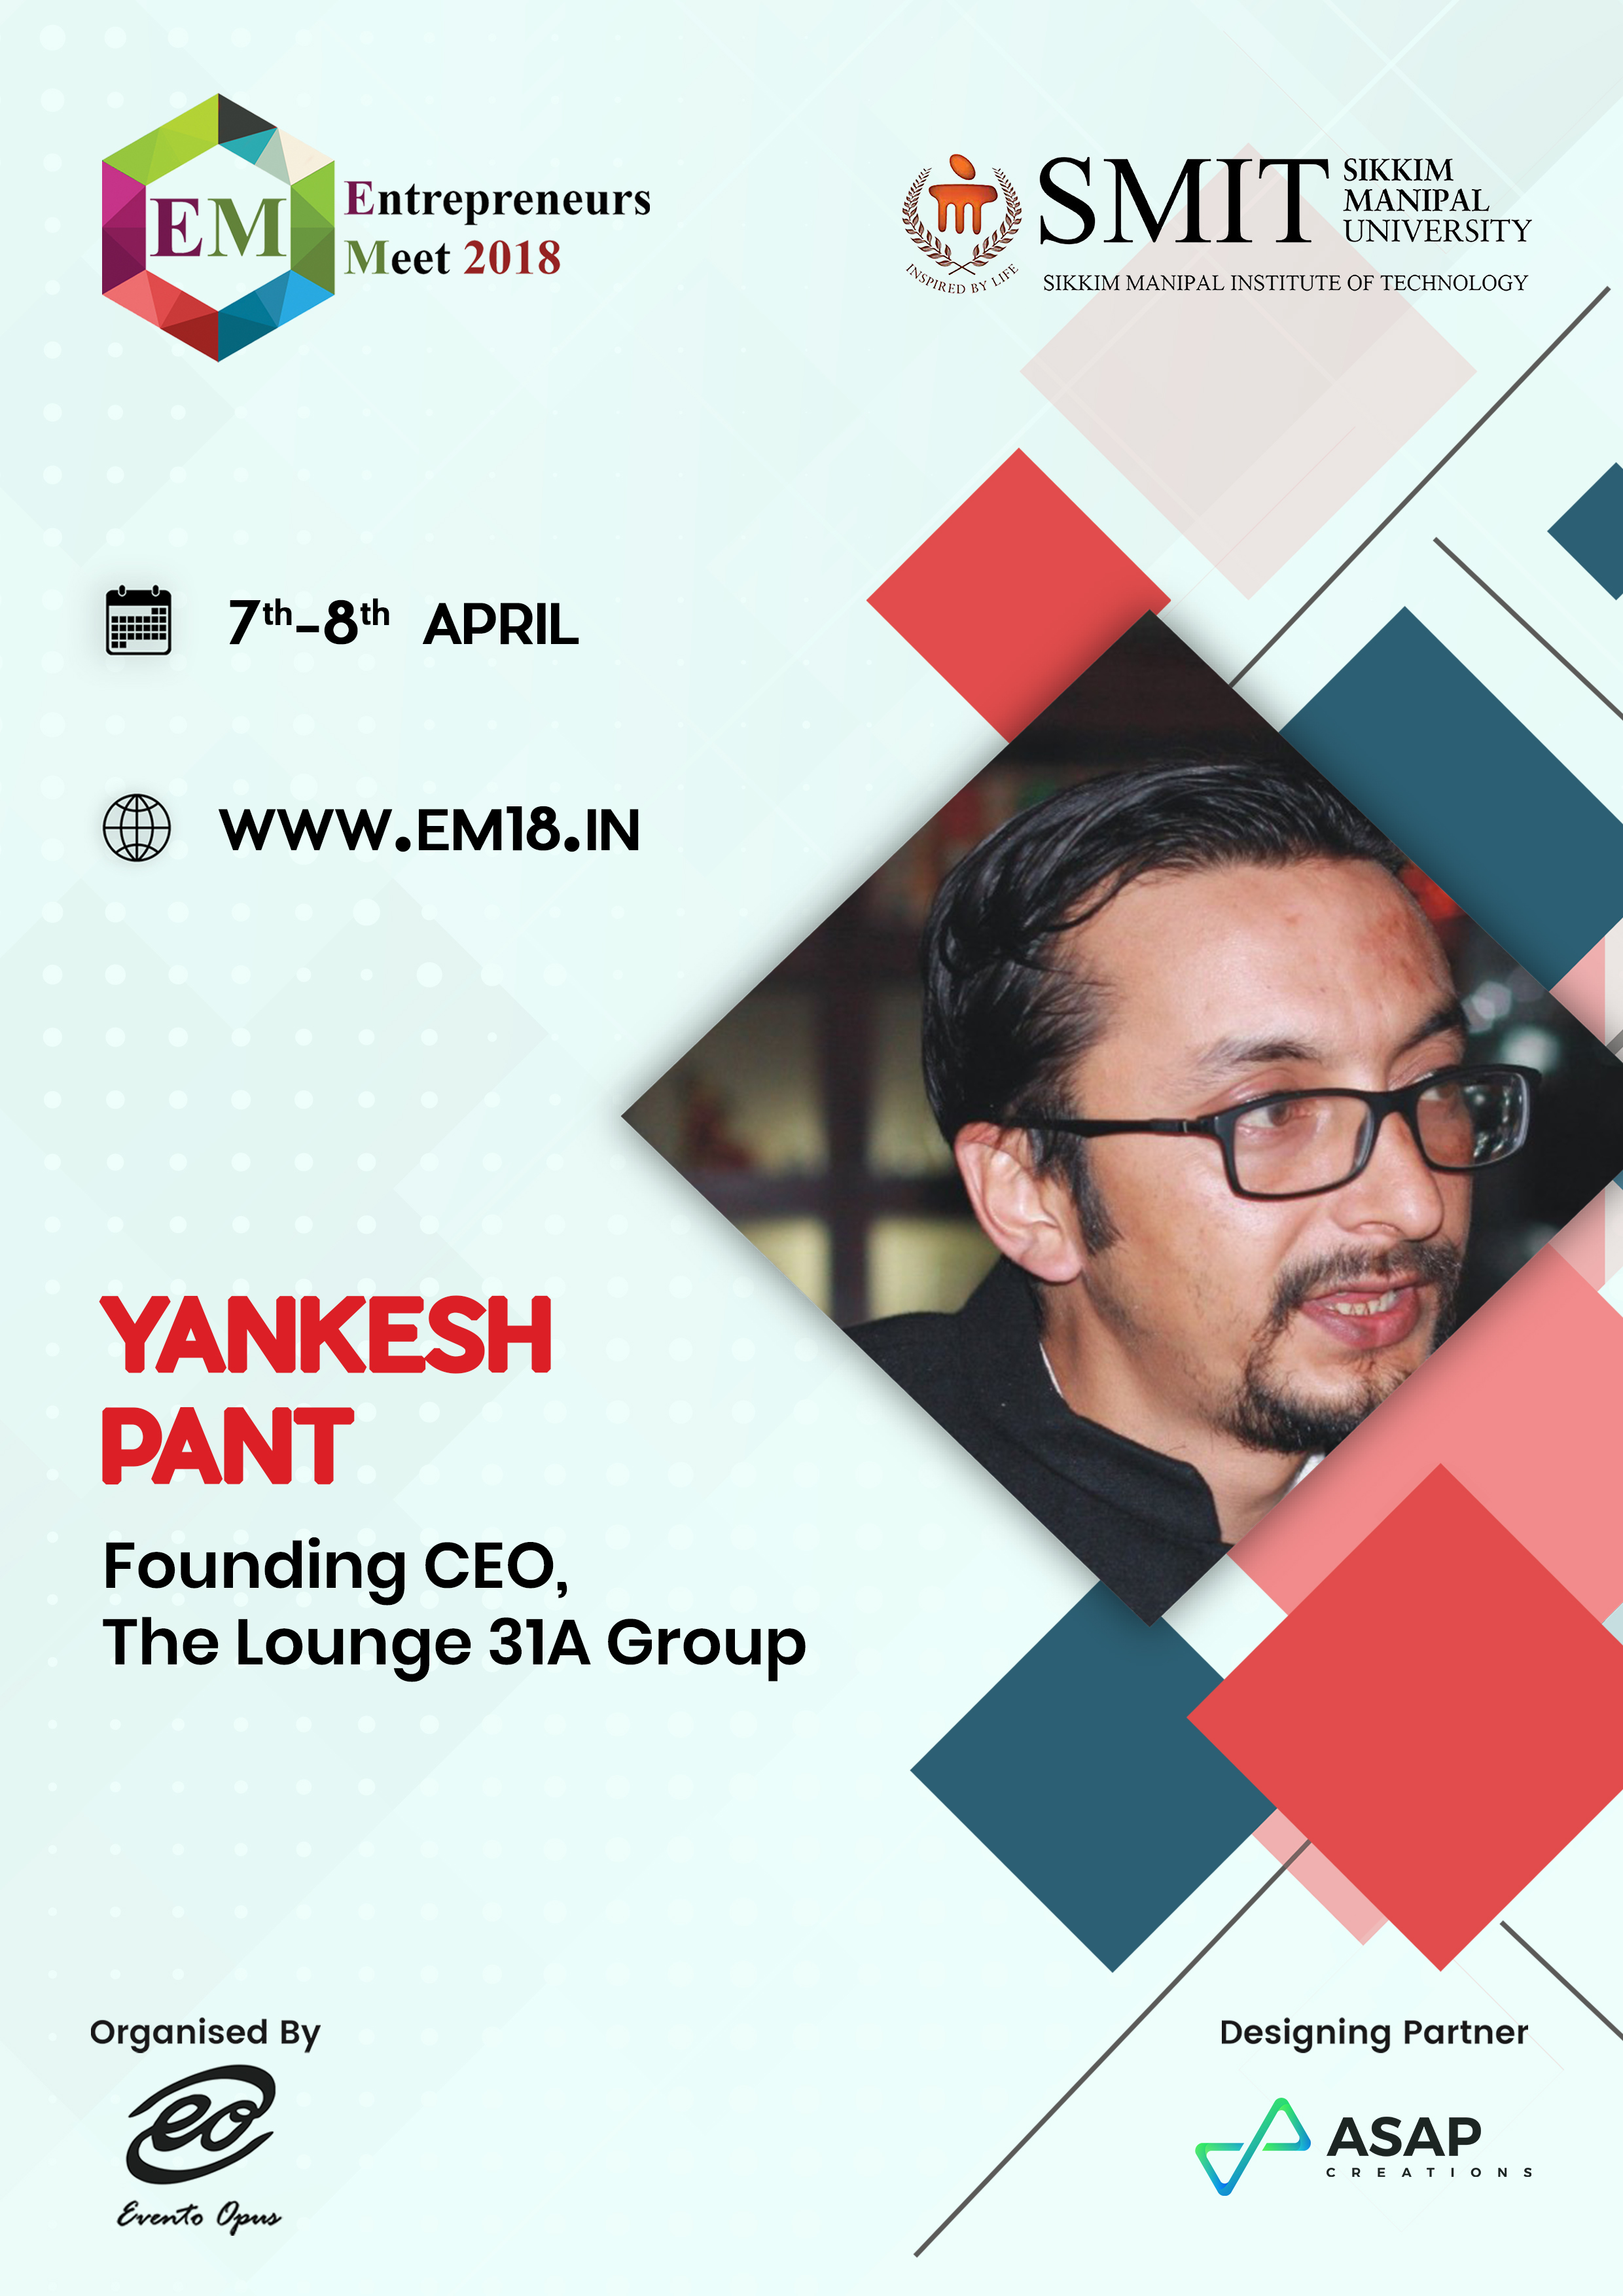 EM
Entrepreneurs
Meet 2018
INSPIRED BY LIFE
SMIT
SIKKIM
MANIPAL
UNIVERSITY
SIKKIM MANIPAL INSTITUTE OF TECHNOLOGY
7th-8th APRIL
WWW.EM18.IN
YANKESH
PANT
Founding CEO,
The Lounge 31A Group
Organised By
eo
Evento Opus
Designing Partner
ASAP
CREATIONS